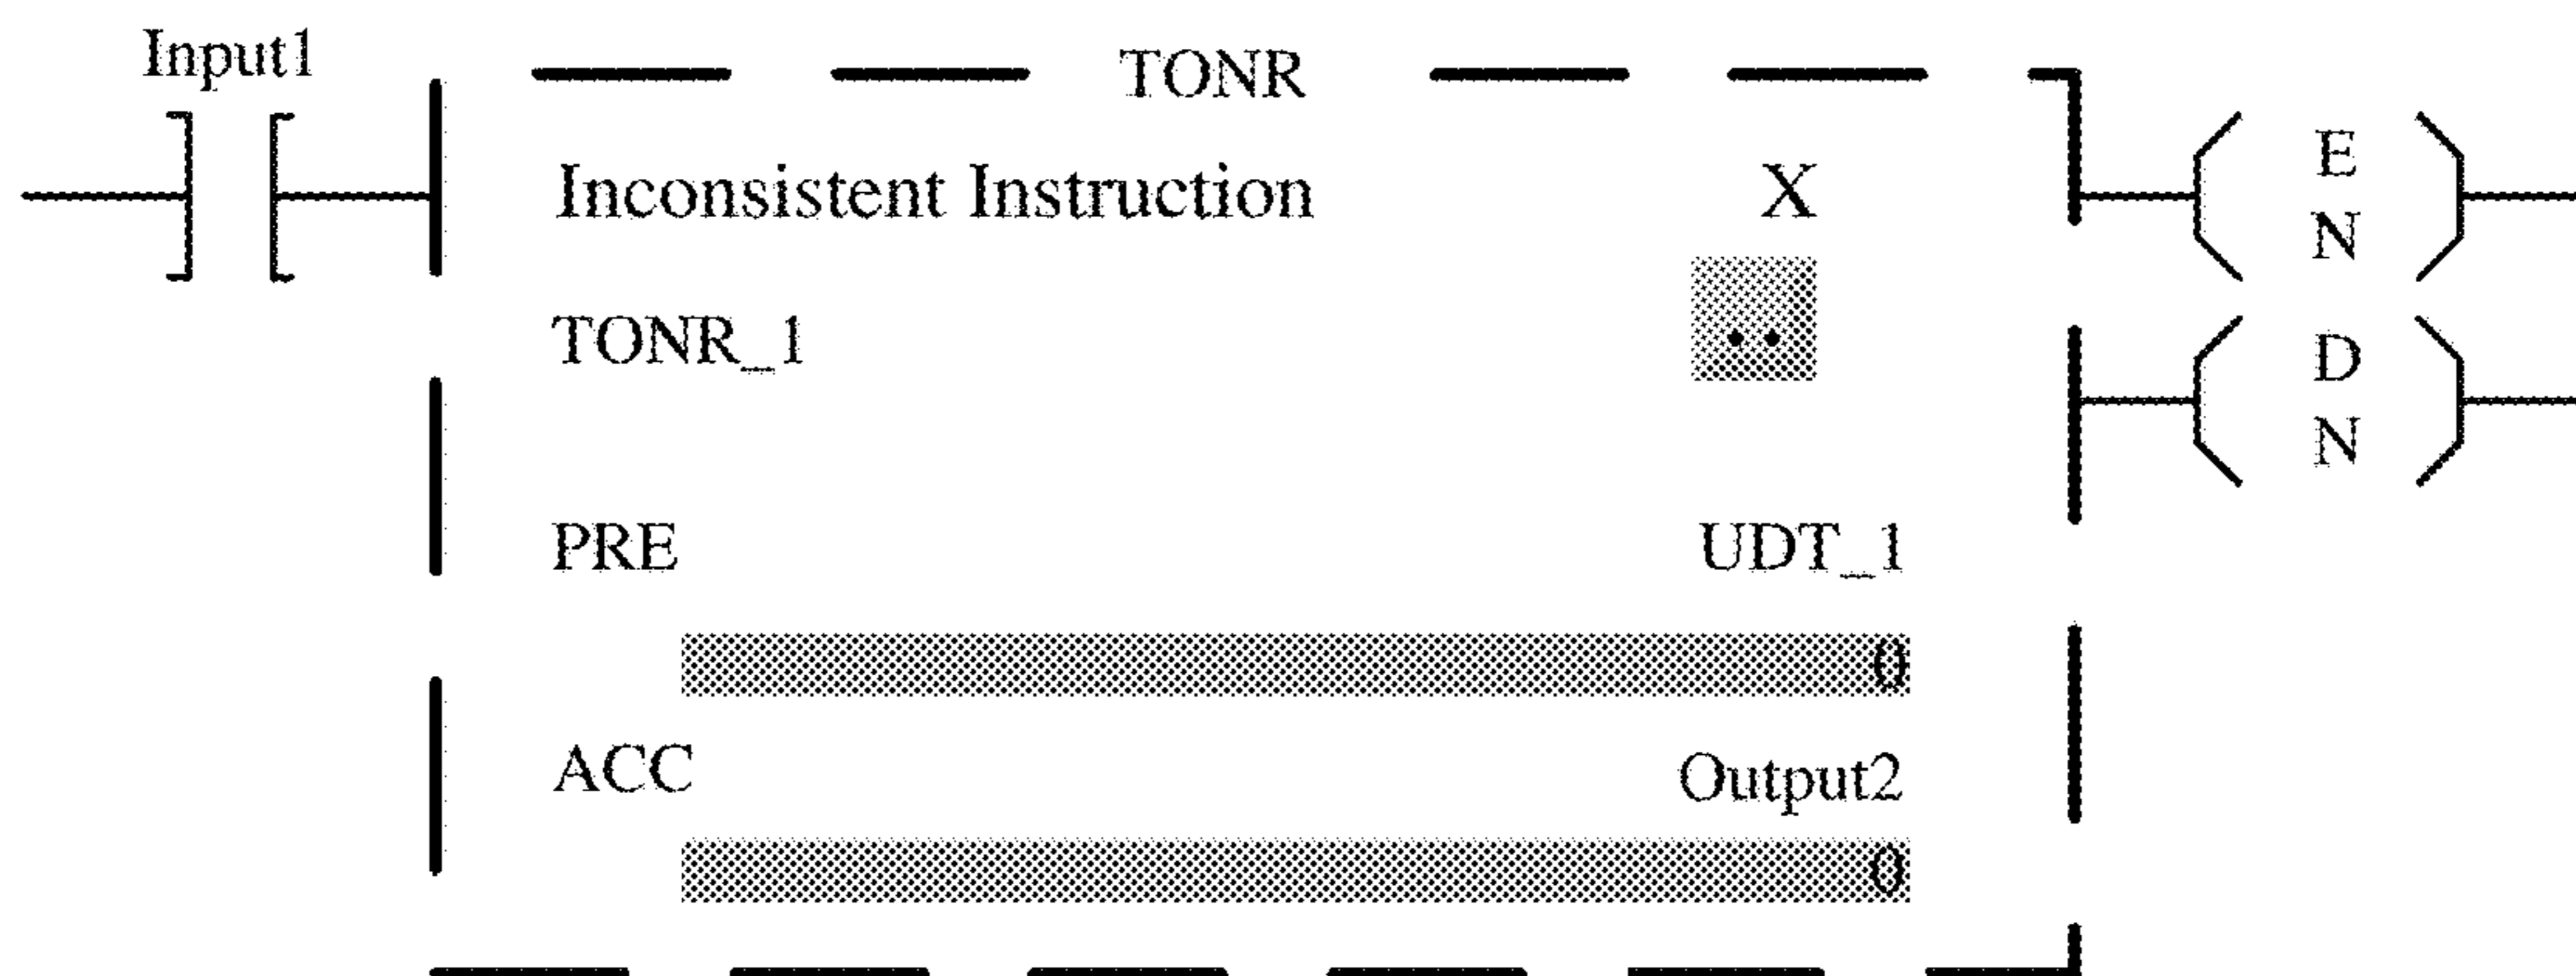 Input1
TONR
Inconsistent Instruction X
TONR_1
PRE UDT_1
0
ACC Output2
0
E
N
D
N